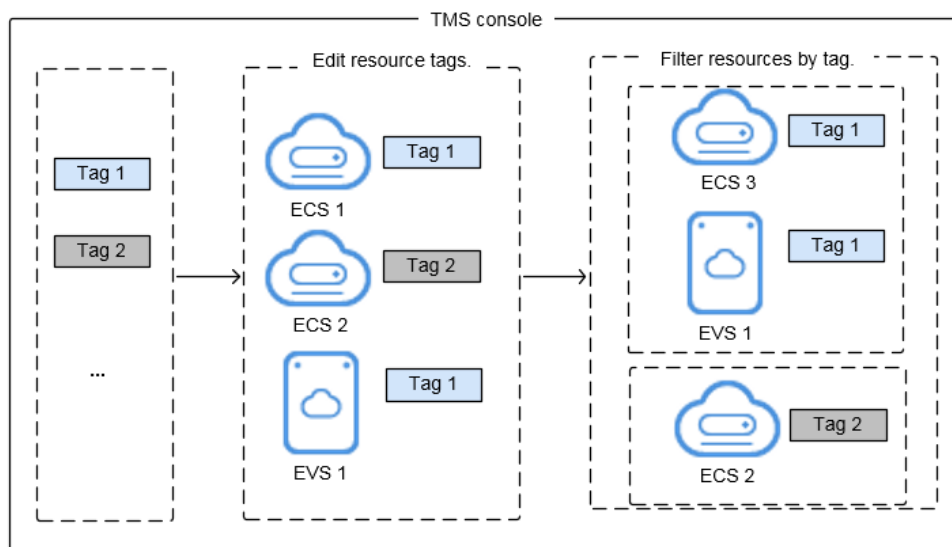 TMS console
Tag 1
Tag 2
...
Edit resource tags.
Tag 1
ECS 1
Tag 2
ECS 2
Tag 1
EVS 1
Filter resources by tag.
Tag 1
ECS 3
Tag 1
EVS 1
Tag 2
ECS 2